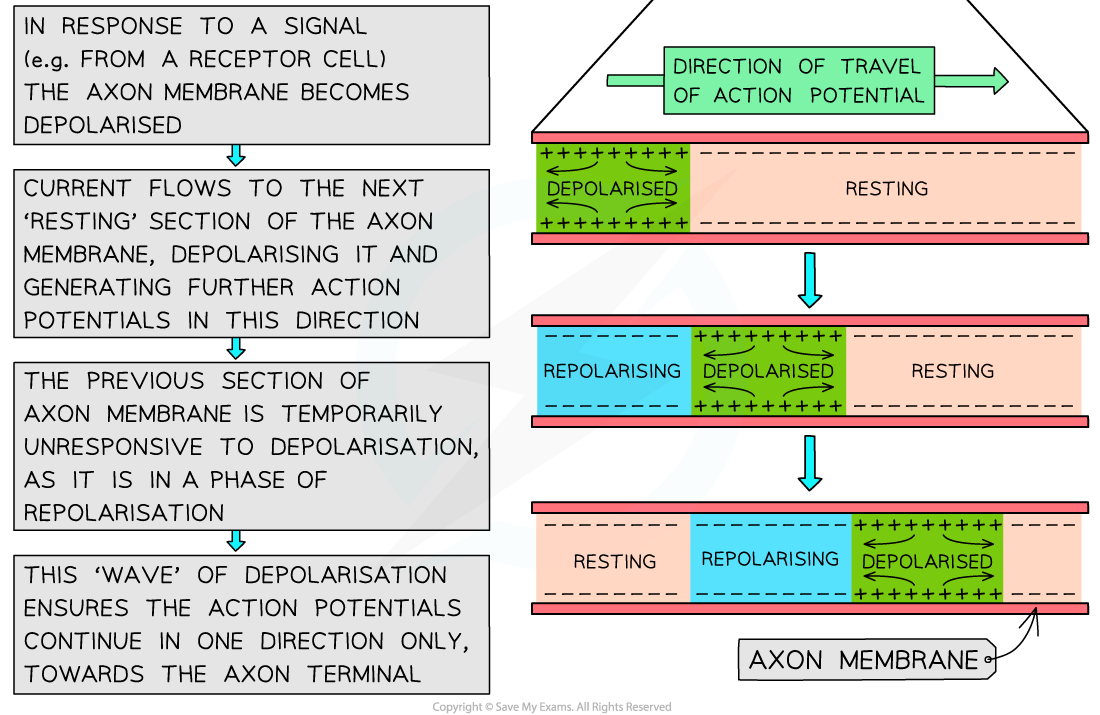 IN RESPONSE TO A SIGNAL
(e.g. FROM A RECEPTOR CELL)
THE AXON MEMBRANE BECOMES
DEPOLARISED
CURRENT FLOWS TO THE NEXT
‘RESTING’ SECTION OF THE AXON
MEMBRANE, DEPOLARISING IT AND
GENERATING FURTHER ACTION
POTENTIALS IN THIS DIRECTION
THE PREVIOUS SECTION OF
AXON MEMBRANE IS TEMPORARILY
UNRESPONSIVE TO DEPOLARISATION,
AS IT IS IN A PHASE OF
REPOLARISATION
THIS ‘WAVE’ OF DEPOLARISATION
ENSURES THE ACTION POTENTIALS
CONTINUE IN ONE DIRECTION ONLY,
TOWARDS THE AXON TERMINAL
DIRECTION OF TRAVEL
OF ACTION POTENTIAL
+++++++++ ———————————————————————
DEPOLARISED RESTING
+++++++++ ———————————————————————
————————— +++++++++ ——————————————
REPOLARISING DEPOLARISED RESTING
————————— +++++++++ ——————————————
————————— ————————— +++++++++ ————
RESTING REPOLARISING DEPOLARISED
————————— ————————— +++++++++ ————
AXON MEMBRANE
Copyright © Save My Exams. All Rights Reserved